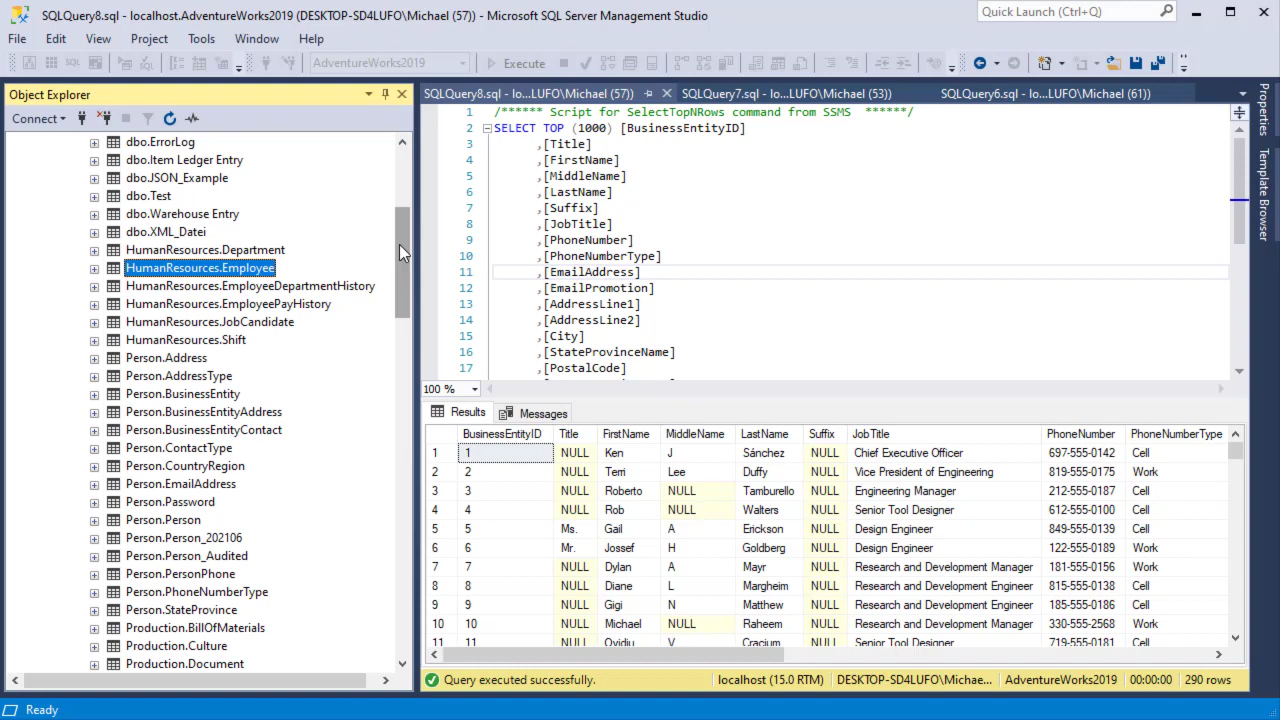 SQLQuery8.sql - localhost.AdventureWorks2019 (DESKTOP-SD4LUFO\Michael (57)) - Microsoft SQL Server Management Studio
Quick Launch (Ctrl+Q)
File Edit View Project Tools Window Help
AdventureWorks2019 Execute
Object Explorer
Connect
dbo.ErrorLog
dbo.Item Ledger Entry
dbo.JSON_Example
dbo.Test
dbo.Warehouse Entry
dbo.XML_Datei
HumanResources.Department
HumanResources.Employee
HumanResources.EmployeeDepartmentHistory
HumanResources.EmployeePayHistory
HumanResources.JobCandidate
HumanResources.Shift
Person.Address
Person.AddressType
Person.BusinessEntity
Person.BusinessEntityAddress
Person.BusinessEntityContact
Person.ContactType
Person.CountryRegion
Person.EmailAddress
Person.Password
Person.Person
Person.Person_202106
Person.Person_Audited
Person.PersonPhone
Person.PhoneNumberType
Person.StateProvince
Production.BillOfMaterials
Production.Culture
Production.Document
SQLQuery8.sql - lo...LUFO\Michael (57)) SQLQuery7.sql - lo...LUFO\Michael (53)) SQLQuery6.sql - lo...LUFO\Michael (61))
1 /****** Script for SelectTopNRows command from SSMS ******/
2 SELECT TOP (1000) [BusinessEntityID]
3 ,[Title]
4 ,[FirstName]
5 ,[MiddleName]
6 ,[LastName]
7 ,[Suffix]
8 ,[JobTitle]
9 ,[PhoneNumber]
10 ,[PhoneNumberType]
11 ,[EmailAddress]
12 ,[EmailPromotion]
13 ,[AddressLine1]
14 ,[AddressLine2]
15 ,[City]
16 ,[StateProvinceName]
17 ,[PostalCode]
100 %
Results Messages
BusinessEntityID Title FirstName MiddleName LastName Suffix JobTitle PhoneNumber PhoneNumberType
1 1 NULL Ken J Sánchez NULL Chief Executive Officer 697-555-0142 Cell
2 2 NULL Terri Lee Duffy NULL Vice President of Engineering 819-555-0175 Work
3 3 NULL Roberto NULL Tamburello NULL Engineering Manager 212-555-0187 Cell
4 4 NULL Rob NULL Walters NULL Senior Tool Designer 612-555-0100 Cell
5 5 Ms. Gail A Erickson NULL Design Engineer 849-555-0139 Cell
6 6 Mr. Jossef H Goldberg NULL Design Engineer 122-555-0189 Work
7 7 NULL Dylan A Mayr NULL Research and Development Manager 181-555-0156 Work
8 8 NULL Diane L Margheim NULL Research and Development Engineer 815-555-0138 Cell
9 9 NULL Gigi N Matthew NULL Research and Development Engineer 185-555-0186 Cell
10 10 NULL Michael NULL Raheem NULL Research and Development Manager 330-555-2568 Work
11 11 NULL Ovidiu V Cracium NULL Senior Tool Designer 719-555-0181 Cell
Query executed successfully. localhost (15.0 RTM) DESKTOP-SD4LUFO\Michae... AdventureWorks2019 00:00:00 290 rows
Properties
Template Browser
Ready